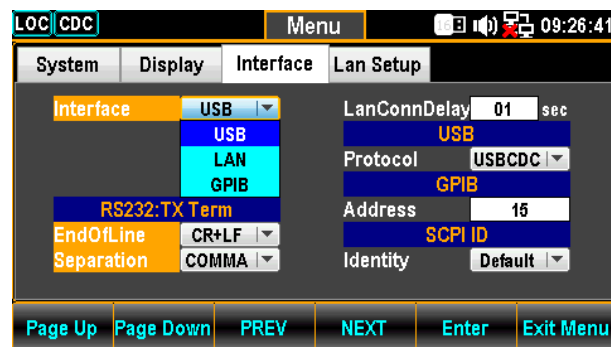 LOC CDC Menu 16 09:26:41
System Display Interface Lan Setup
Interface USB
USB
LAN
GPIB
RS232:TX Term
EndOfLine CR+LF
Separation COMMA
LanConnDelay 01 sec
USB
Protocol USBCDC
GPIB
Address 15
SCPI ID
Identity Default
Page Up Page Down PREV NEXT Enter Exit Menu